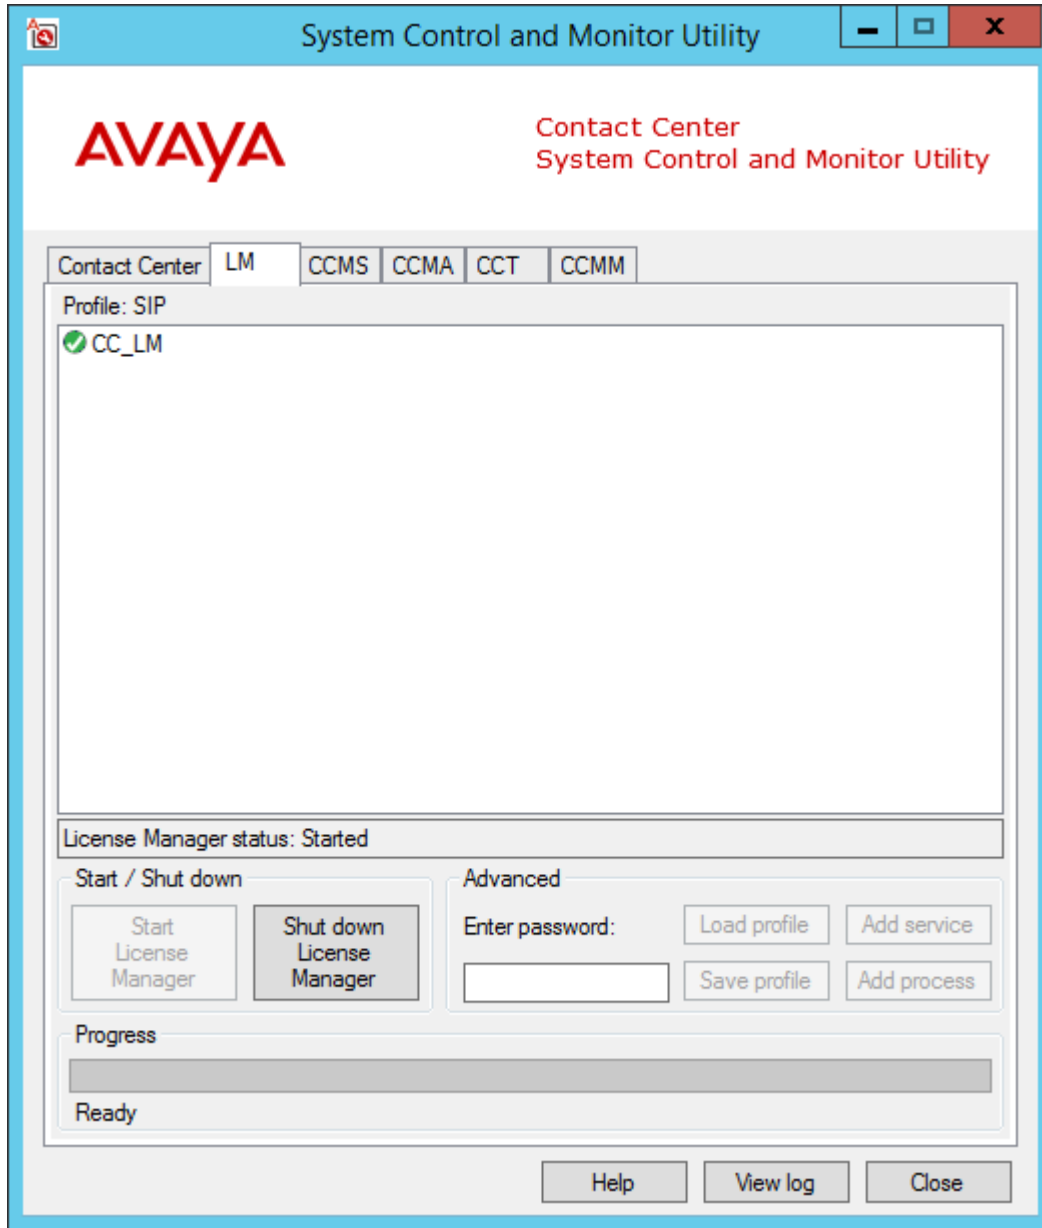 System Control and Monitor Utility
AVAYA
Contact Center
System Control and Monitor Utility
Contact Center LM CCMS CCMA CCT CCMM
Profile: SIP
CC_LM
License Manager status: Started
Start / Shut down
Start
License
Manager
Shut down
License
Manager
Advanced
Enter password:
Load profile
Add service
Save profile
Add process
Progress
Ready
Help
View log
Close